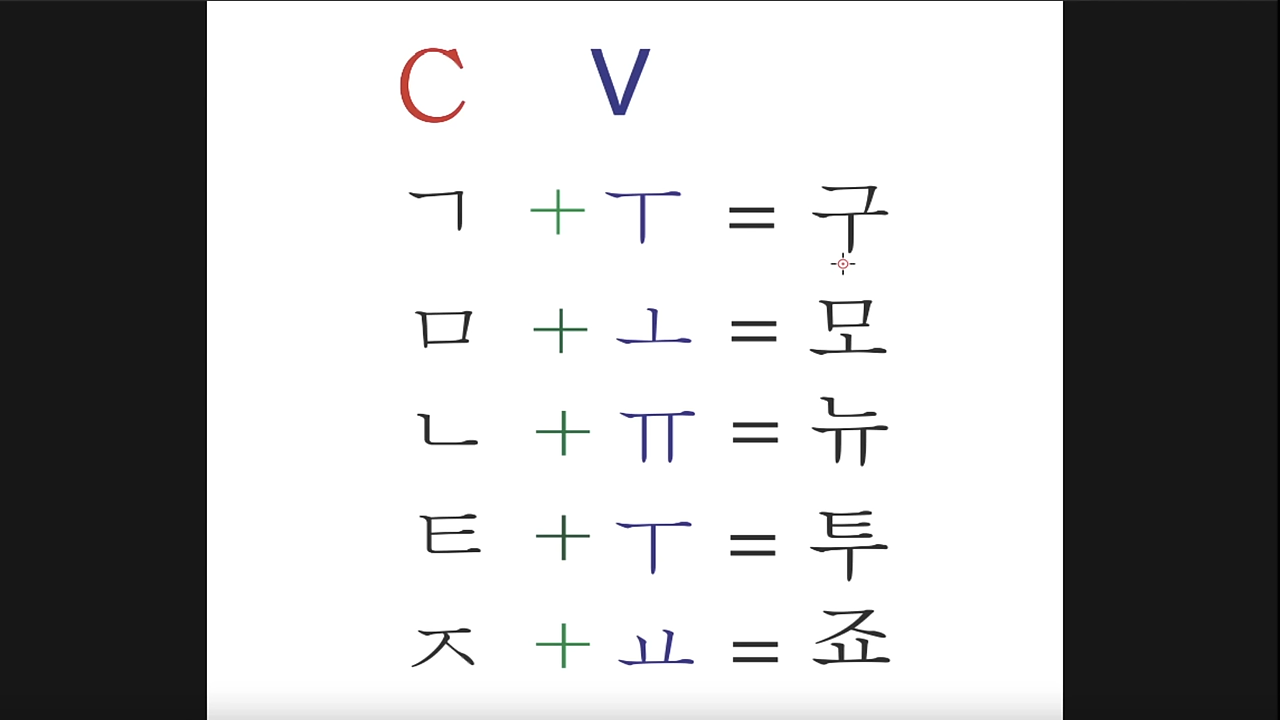 C V
ㄱ + ㅜ = 구
ㅁ + ㅗ = 모
ㄴ + ㅠ = 뉴
ㅌ + ㅜ = 투
ㅈ + ㅛ = 죠